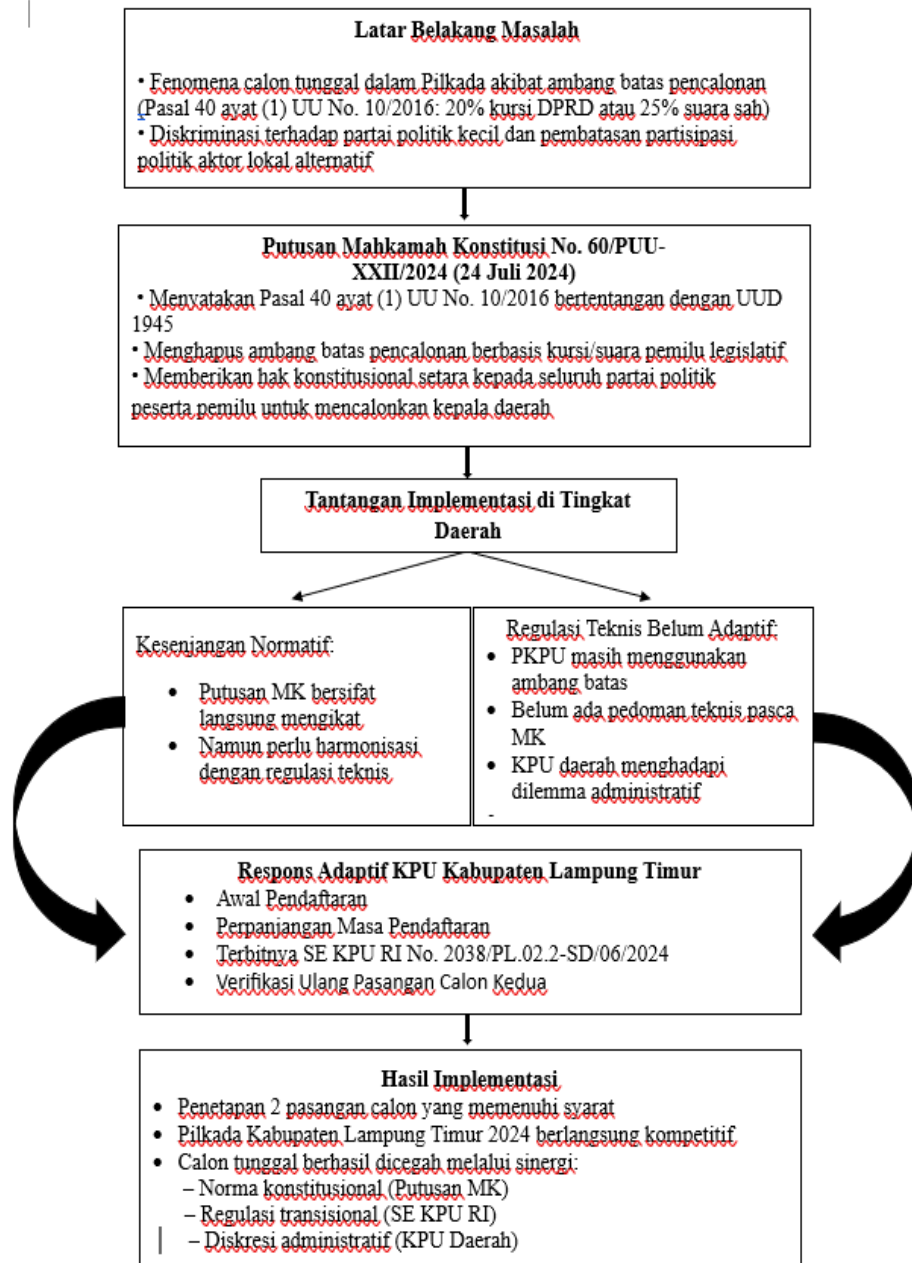 Latar Belakang Masalah
• Fenomena calon tunggal dalam Pilkada akibat ambang batas pencalonan
(Pasal 40 ayat (1) UU No. 10/2016: 20% kursi DPRD atau 25% suara sah)
• Diskriminasi terhadap partai politik kecil dan pembatasan partisipasi
politik aktor lokal alternatif
Putusan Mahkamah Konstitusi No. 60/PUU-
XXII/2024 (24 Juli 2024)
• Menyatakan Pasal 40 ayat (1) UU No. 10/2016 bertentangan dengan UUD
1945
• Menghapus ambang batas pencalonan berbasis kursi/suara pemilu legislatif
• Memberikan hak konstitusional setara kepada seluruh partai politik
peserta pemilu untuk mencalonkan kepala daerah
Tantangan Implementasi di Tingkat
Daerah
Kesenjangan Normatif:
• Putusan MK bersifat
langsung mengikat
• Namun perlu harmonisasi
dengan regulasi teknis
Regulasi Teknis Belum Adaptif:
• PKPU masih menggunakan
ambang batas
• Belum ada pedoman teknis pasca
MK
• KPU daerah menghadapi
dilemma administratif
-
Respons Adaptif KPU Kabupaten Lampung Timur
• Awal Pendaftaran
• Perpanjangan Masa Pendaftaran
• Terbitnya SE KPU RI No. 2038/PL.02.2-SD/06/2024
• Verifikasi Ulang Pasangan Calon Kedua
Hasil Implementasi
• Penetapan 2 pasangan calon yang memenuhi syarat
• Pilkada Kabupaten Lampung Timur 2024 berlangsung kompetitif
• Calon tunggal berhasil dicegah melalui sinergi:
– Norma konstitusional (Putusan MK)
– Regulasi transisional (SE KPU RI)
– Diskresi administratif (KPU Daerah)